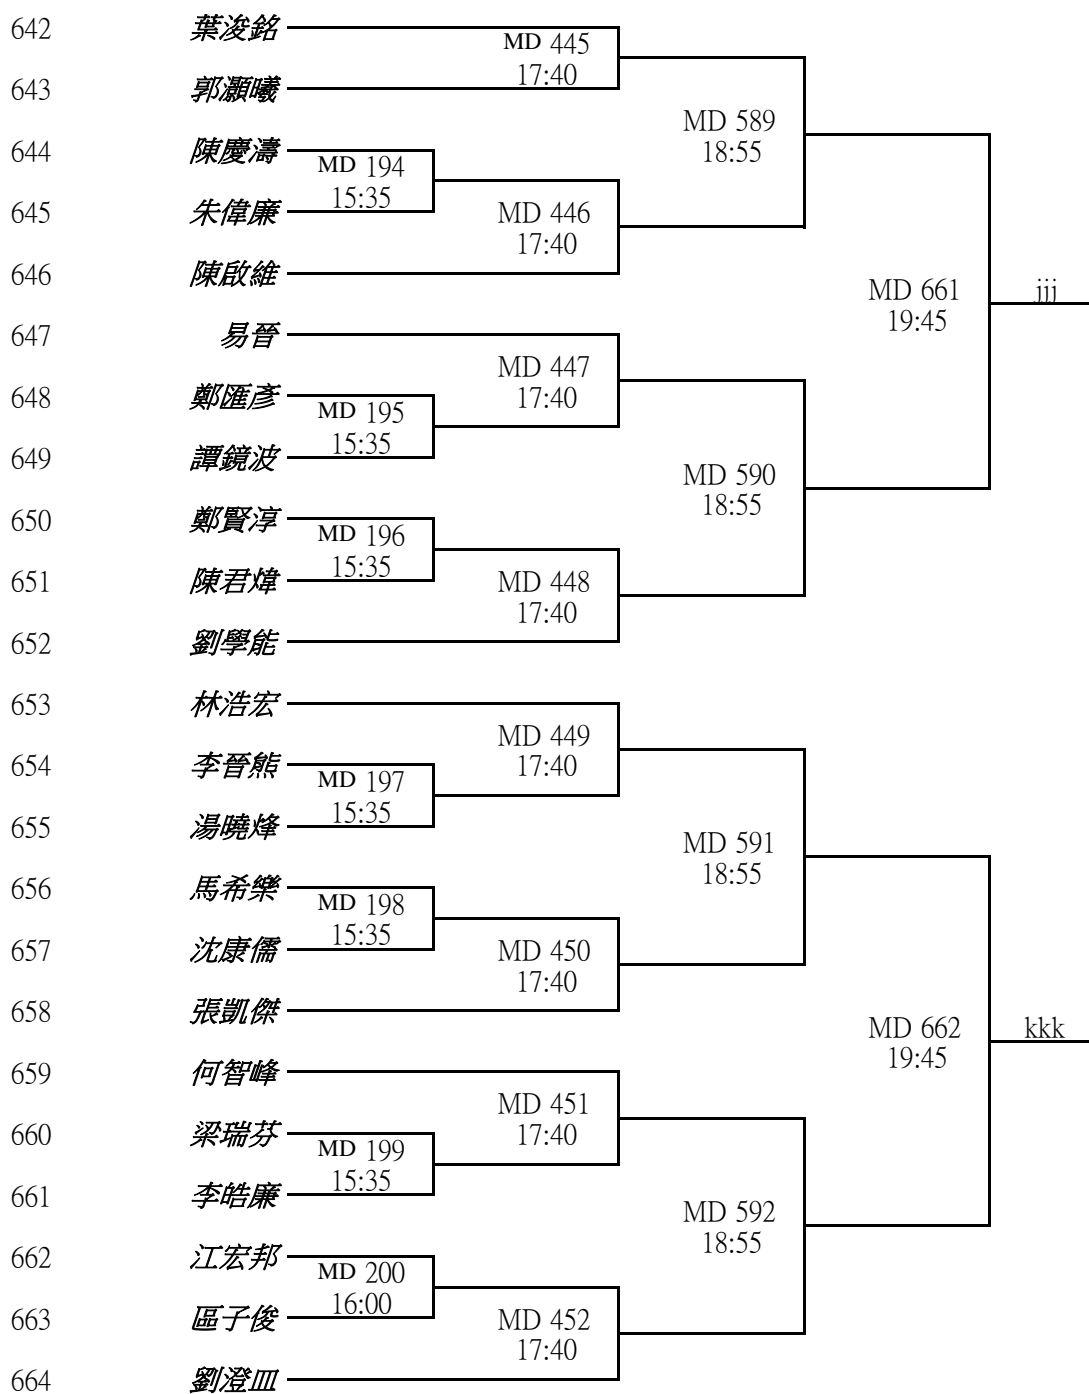 642 葉浚銘
MD 445
17:40
643 郭灝曦
MD 589
18:55
644 陳慶濤
MD 194
15:35
645 朱偉廉
MD 446
17:40
646 陳啟維
MD 661
19:45
jjj
647 易晉
MD 447
17:40
648 鄭匯彥
MD 195
15:35
649 譚鏡波
MD 590
18:55
650 鄭賢淳
MD 196
15:35
651 陳君煒
MD 448
17:40
652 劉學能
653 林浩宏
MD 449
17:40
654 李晉熊
MD 197
15:35
655 湯曉烽
MD 591
18:55
656 馬希樂
MD 198
15:35
657 沈康儒
MD 450
17:40
658 張凱傑
MD 662
19:45
kkk
659 何智峰
MD 451
17:40
660 梁瑞芬
MD 199
15:35
661 李皓廉
MD 592
18:55
662 江宏邦
MD 200
16:00
663 區子俊
MD 452
17:40
664 劉澄皿